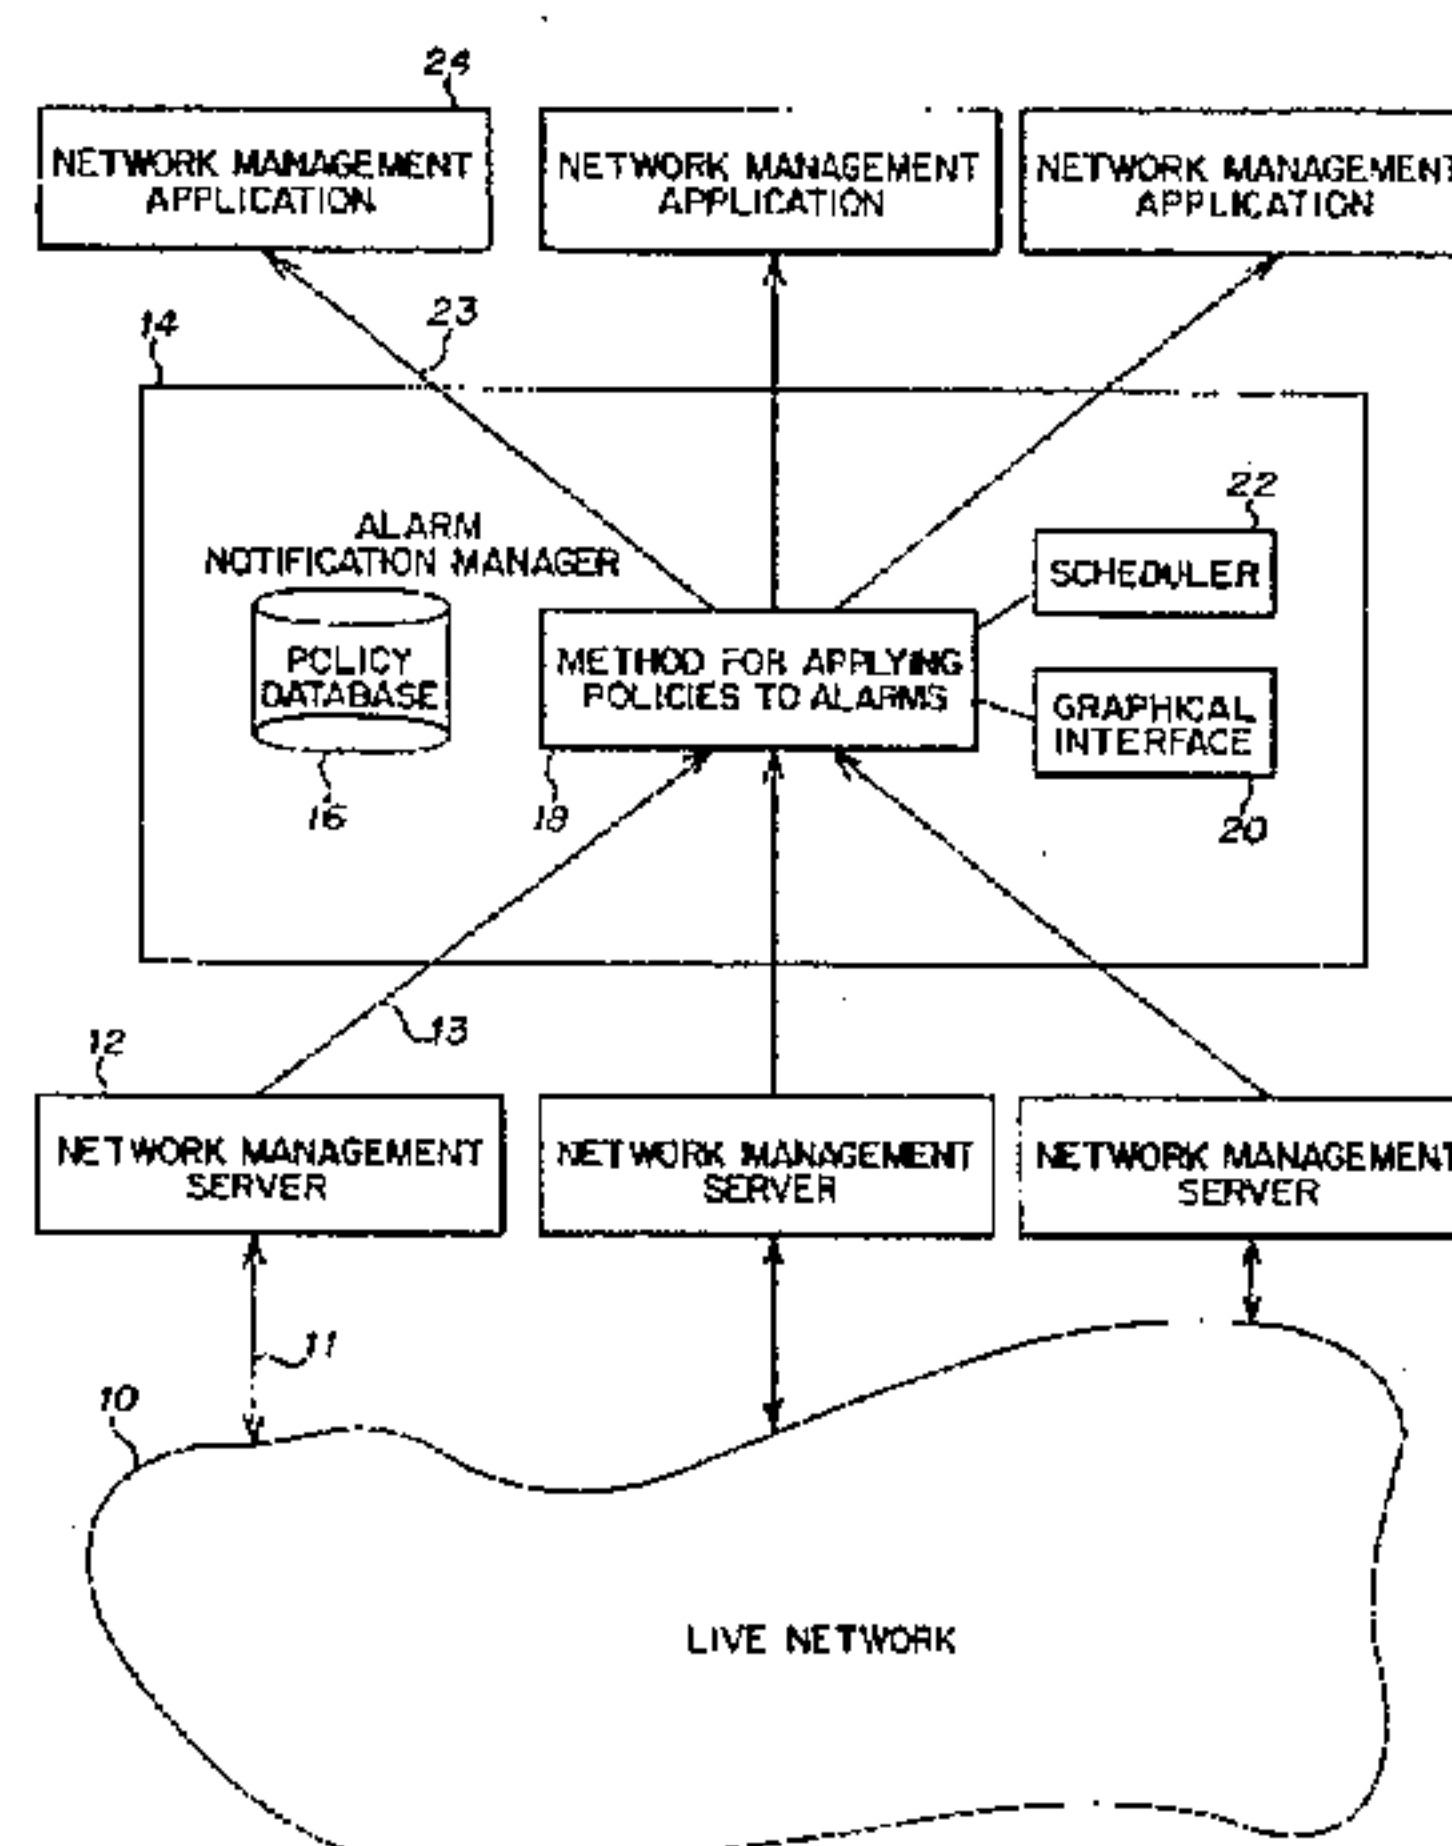 24
NETWORK MANAGEMENT
APPLICATION
NETWORK MANAGEMENT
APPLICATION
NETWORK MANAGEMENT
APPLICATION
14
23
22
ALARM
NOTIFICATION MANAGER
SCHEDULER
POLICY
DATABASE
METHOD FOR APPLYING
POLICIES TO ALARMS
GRAPHICAL
INTERFACE
16
18
20
13
12
NETWORK MANAGEMENT
SERVER
NETWORK MANAGEMENT
SERVER
NETWORK MANAGEMENT
SERVER
11
10
LIVE NETWORK